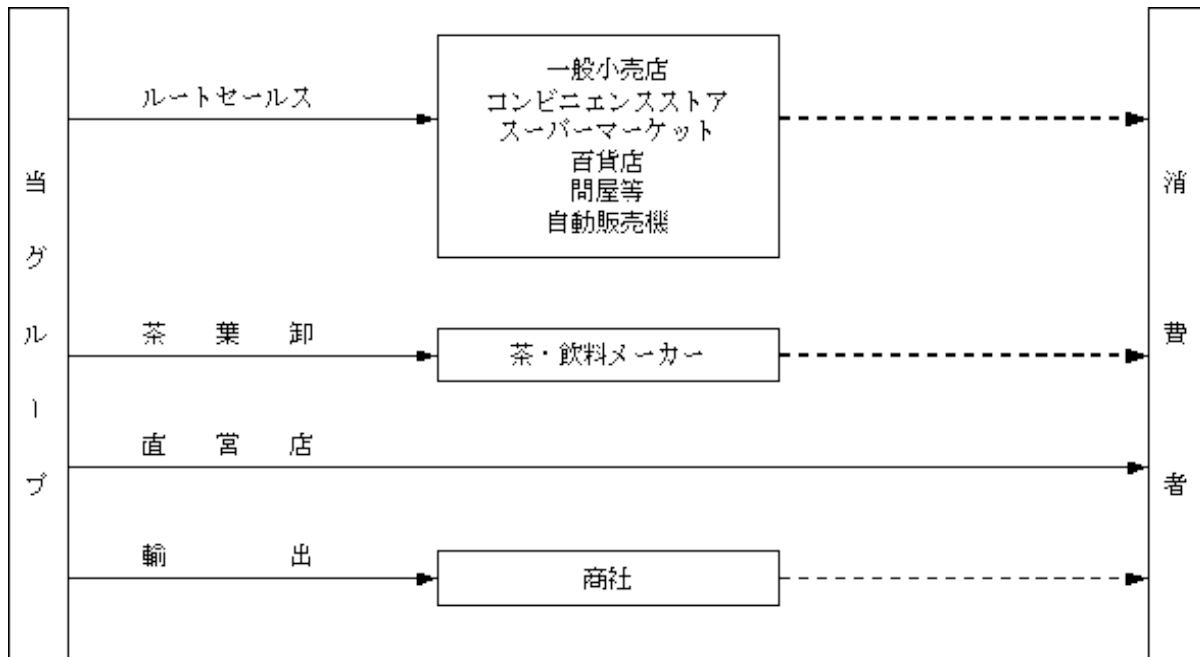 当グループ
ルートセールス
一般小売店
コンビニエンスストア
スーパーマーケット
百貨店
問屋等
自動販売機
茶葉卸
茶・飲料メーカー
直営店
輸出
商社
消費者